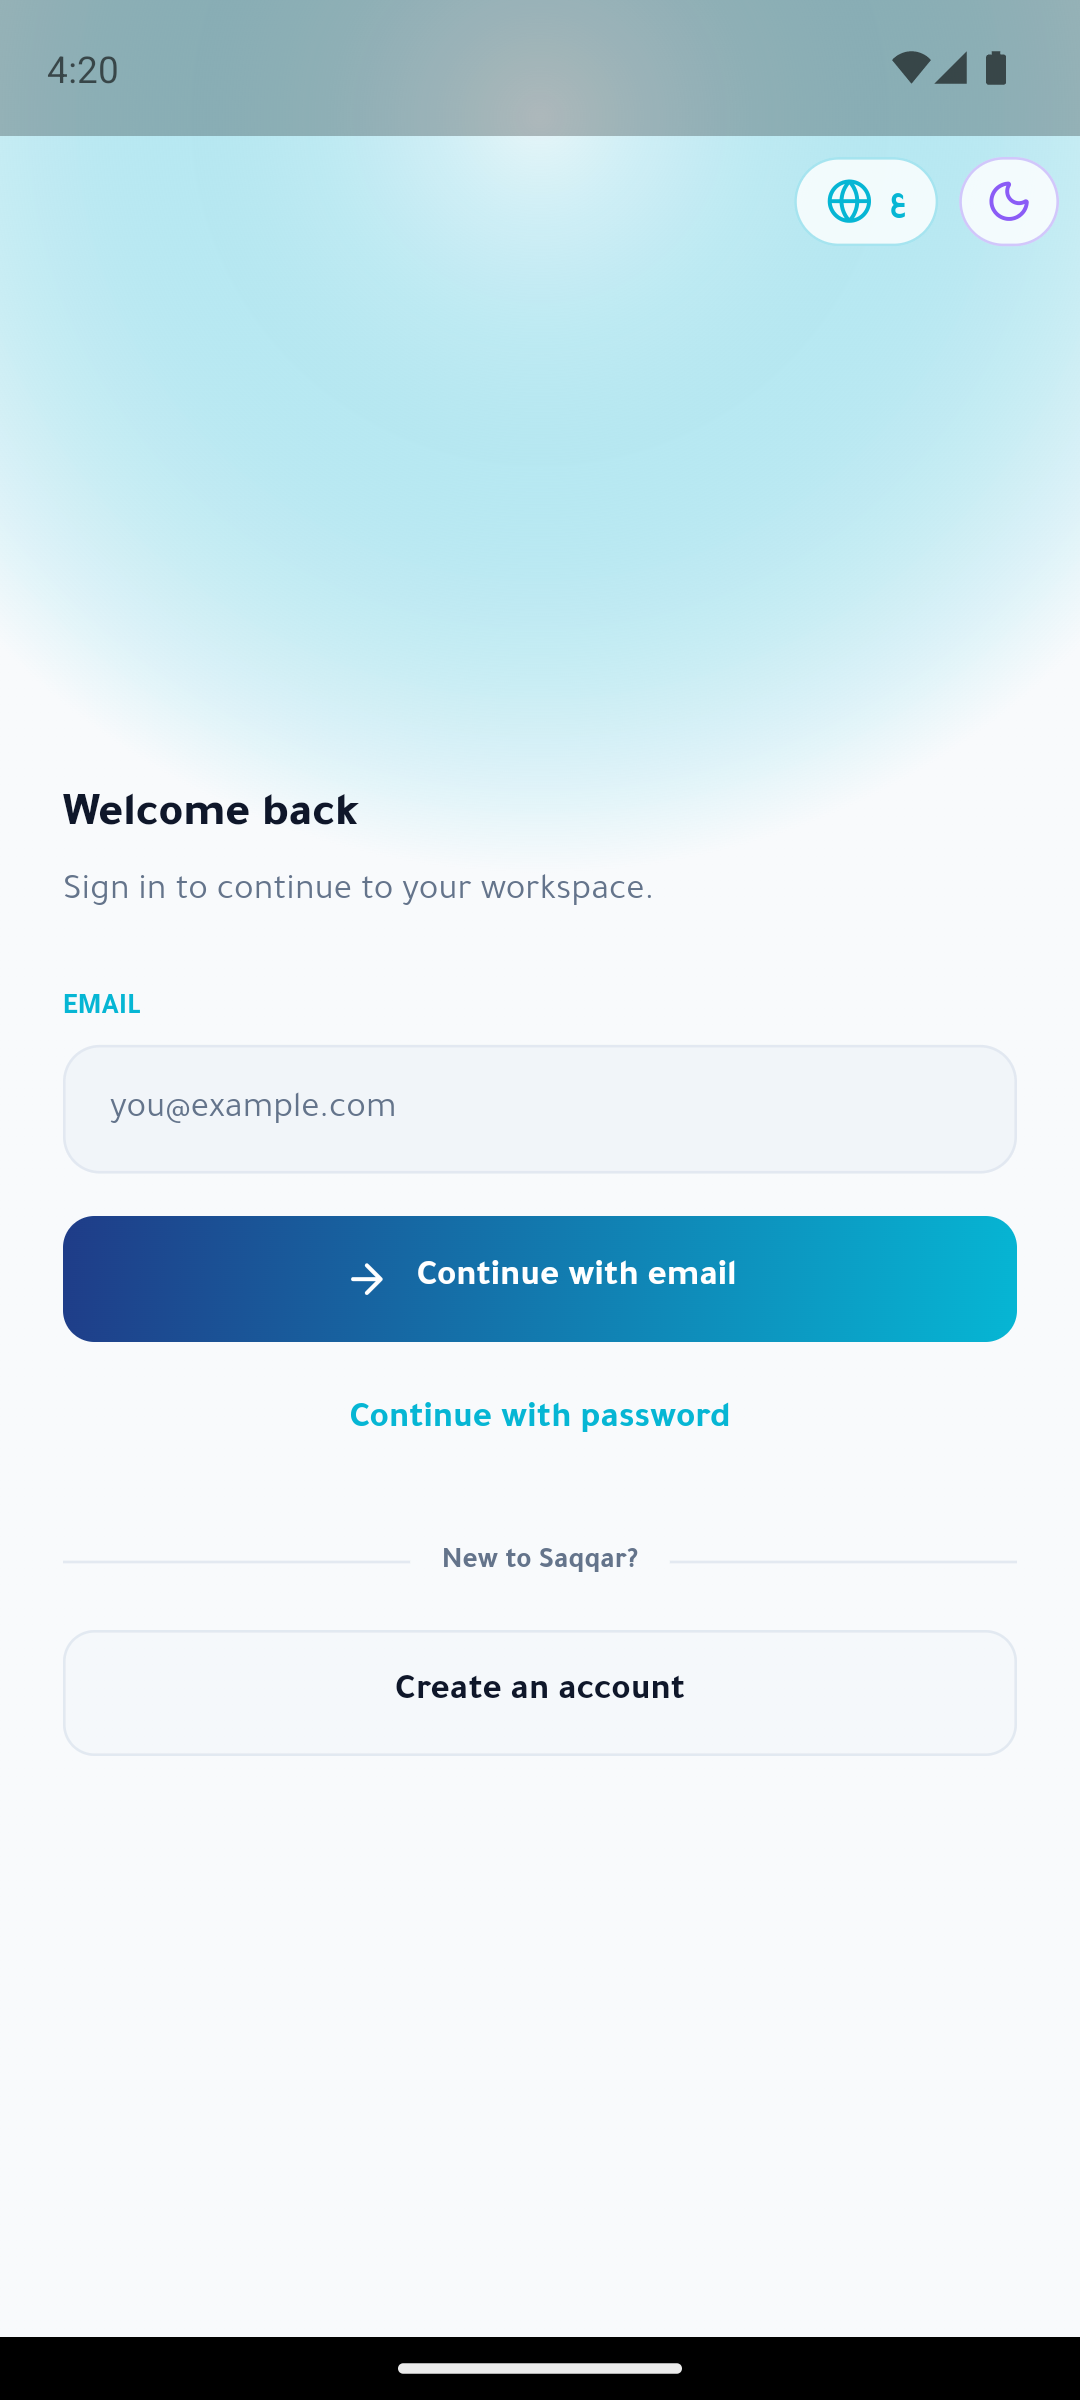 4:20
ع
Welcome back
Sign in to continue to your workspace.
EMAIL
you@example.com
Continue with email
Continue with password
New to Saqqar?
Create an account